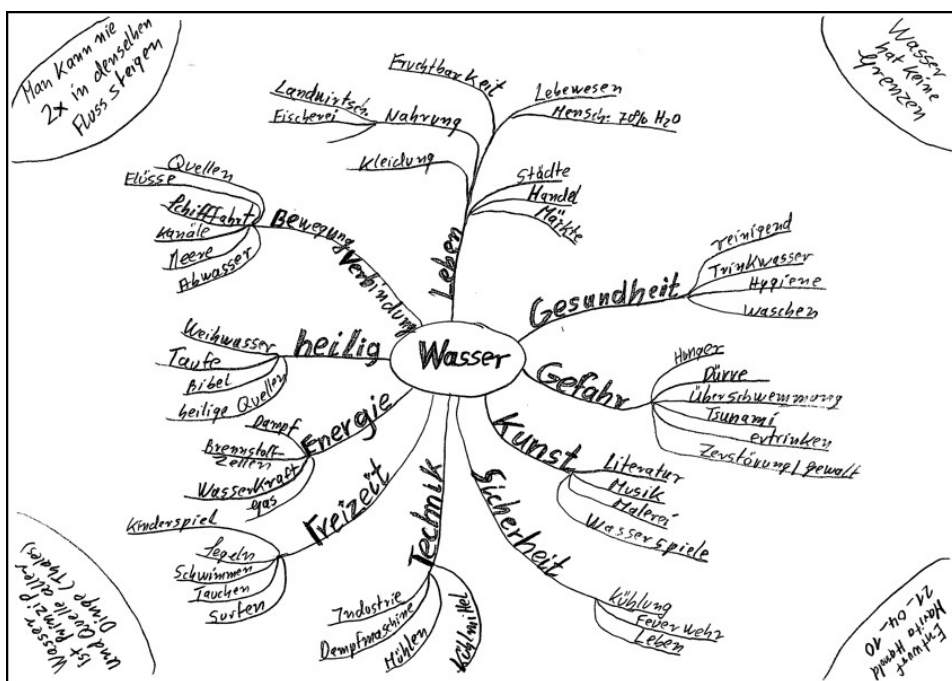 Man kann nie
2x in denselben
Fluss steigen
Wasser
hat keine
Grenzen
Wasser
Leben
Fruchtbarkeit
Lebewesen
Mensch: 70% H2O
Nahrung
Landwirtsch.
Fischerei
Kleidung
Städte
Handel
Märkte
Gesundheit
reinigend
Trinkwasser
Hygiene
waschen
Gefahr
Hunger
Dürre
Überschwemmung
Tsunami
ertrinken
Zerstörung/gewalt
Kunst
Literatur
Musik
Malerei
Wasserspiele
Sicherheit
Kühlung
Feuerwehr
Leben
Technik
Industrie
Dampfmaschine
Mühlen
Kühlmittel
Freizeit
Kinderspiel
segeln
Schwimmen
Tauchen
Surfen
Energie
Dampf
Brennstoff-
zellen
Wasserkraft
gas
heilig
Weihwasser
Taufe
Bibel
heilige Quellen
Bewegung
Verbindung
Quellen
Flüsse
Schifffahrt
Kanäle
Meere
Abwasser
Wasser
ist Prinzip
und Quelle aller
Dinge (Thales)
Entwurf
21-04-10